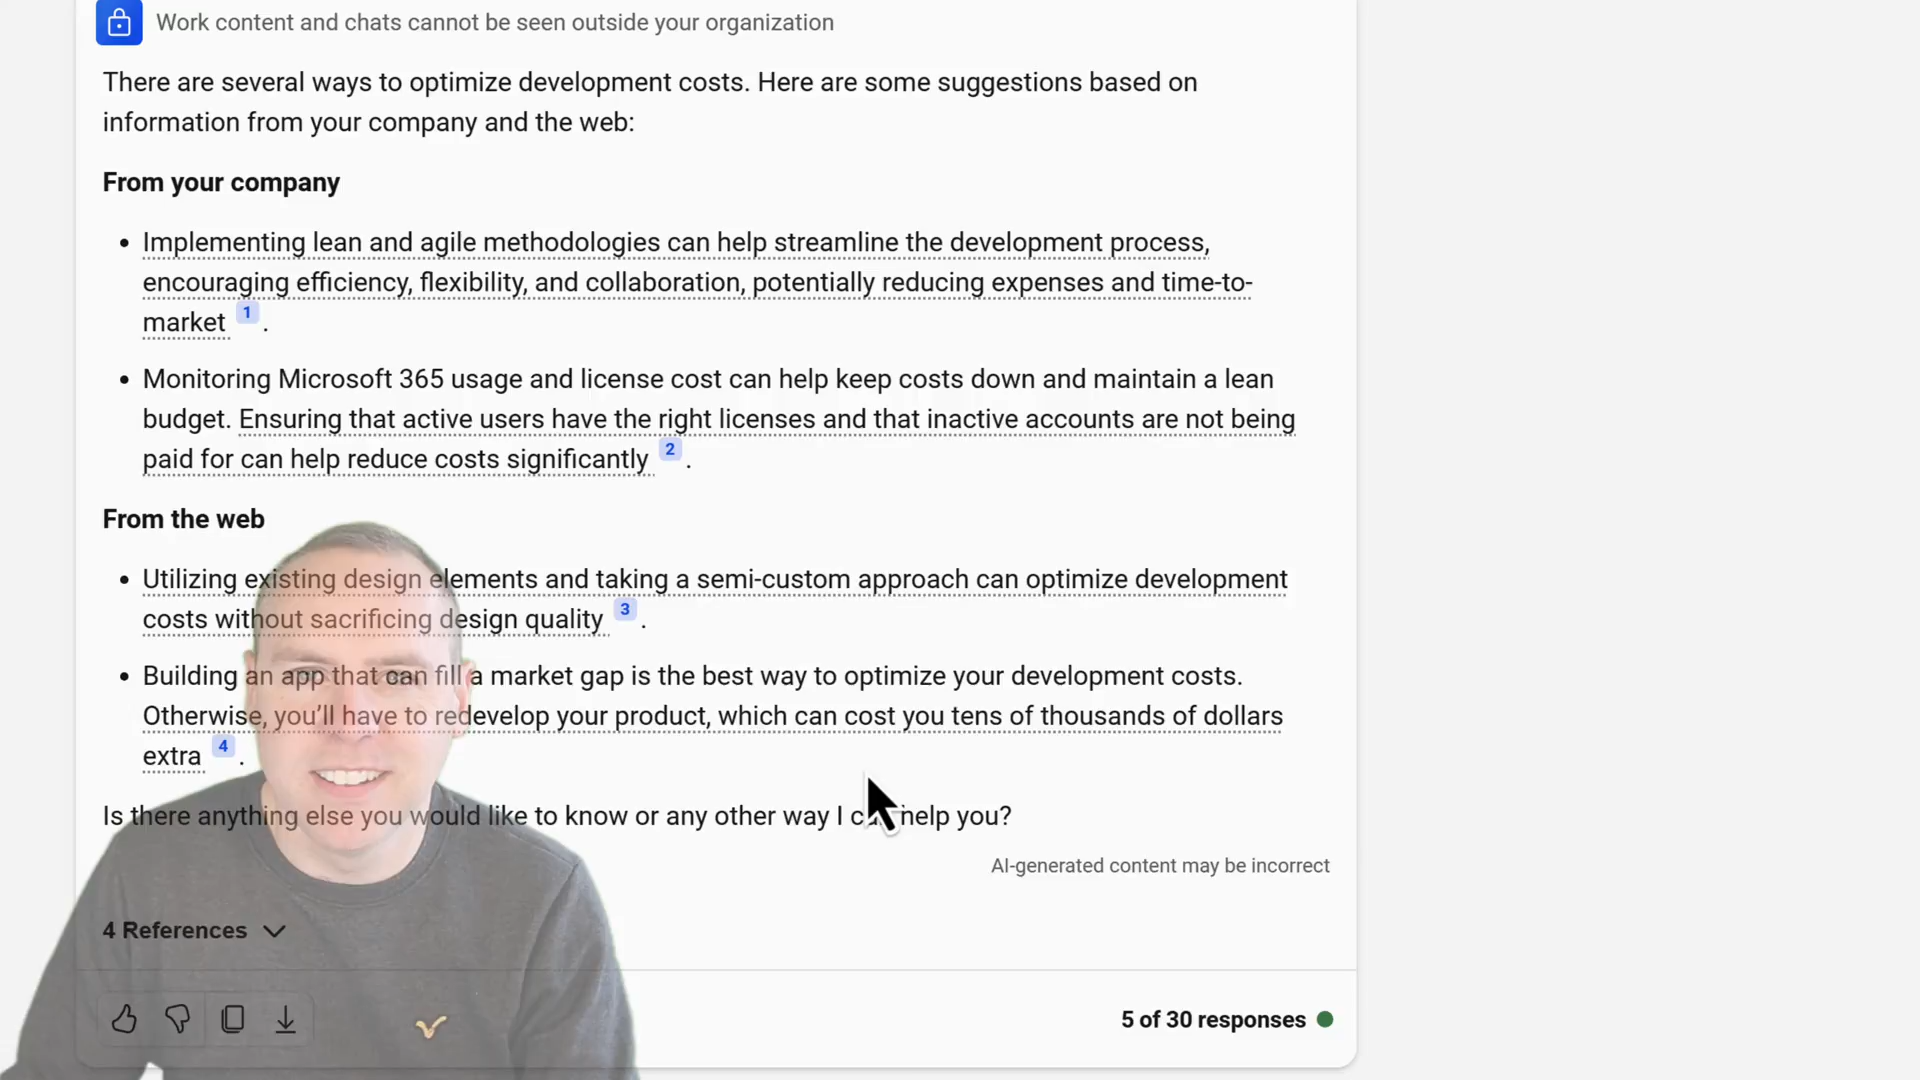 Work content and chats cannot be seen outside your organization
There are several ways to optimize development costs. Here are some suggestions based on
information from your company and the web:
From your company
• Implementing lean and agile methodologies can help streamline the development process,
encouraging efficiency, flexibility, and collaboration, potentially reducing expenses and time-to-
market 1 .
• Monitoring Microsoft 365 usage and license cost can help keep costs down and maintain a lean
budget. Ensuring that active users have the right licenses and that inactive accounts are not being
paid for can help reduce costs significantly 2 .
From the web
• Utilizing existing design elements and taking a semi-custom approach can optimize development
costs without sacrificing design quality 3 .
• Building an app that can fill a market gap is the best way to optimize your development costs.
Otherwise, you’ll have to redevelop your product, which can cost you tens of thousands of dollars
extra 4 .
Is there anything else you would like to know or any other way I can help you?
AI-generated content may be incorrect
4 References
5 of 30 responses